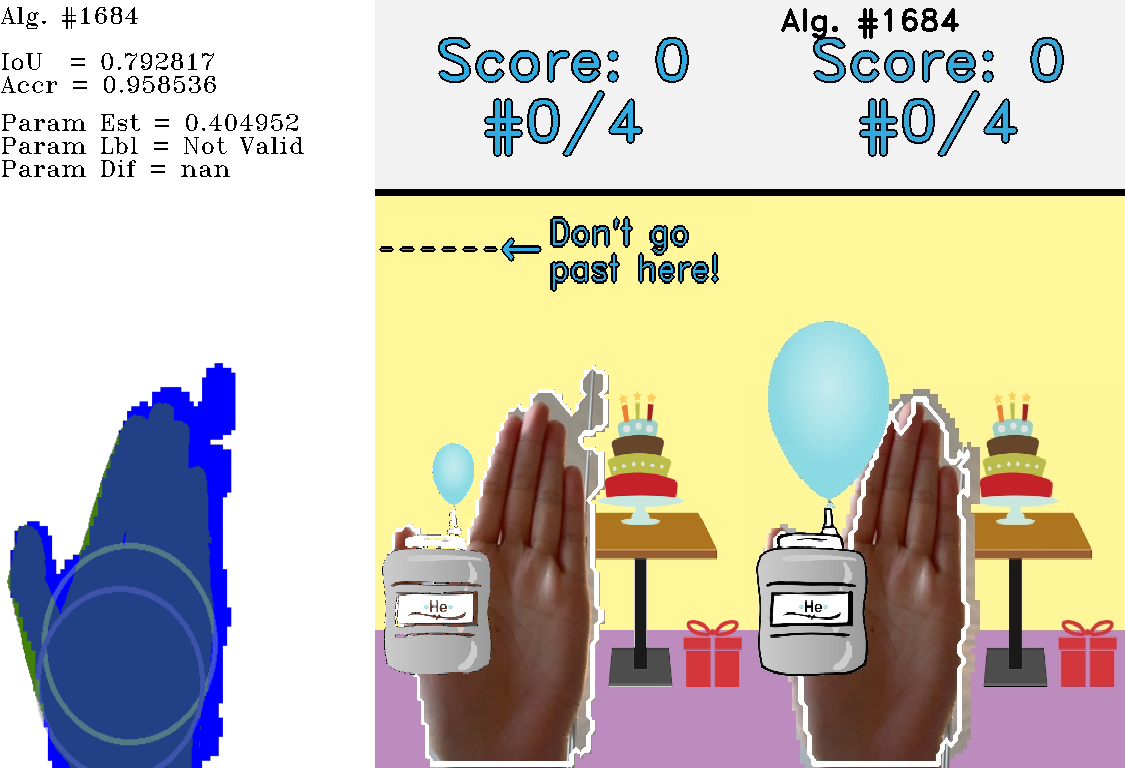 Alg. #1684
IoU = 0.792817
Accr = 0.958536
Param Est = 0.404952
Param Lbl = Not Valid
Param Dif = nan
Score: 0
#0/4
Don't go
past here!
·He·
Alg. #1684
Score: 0
#0/4
·He·